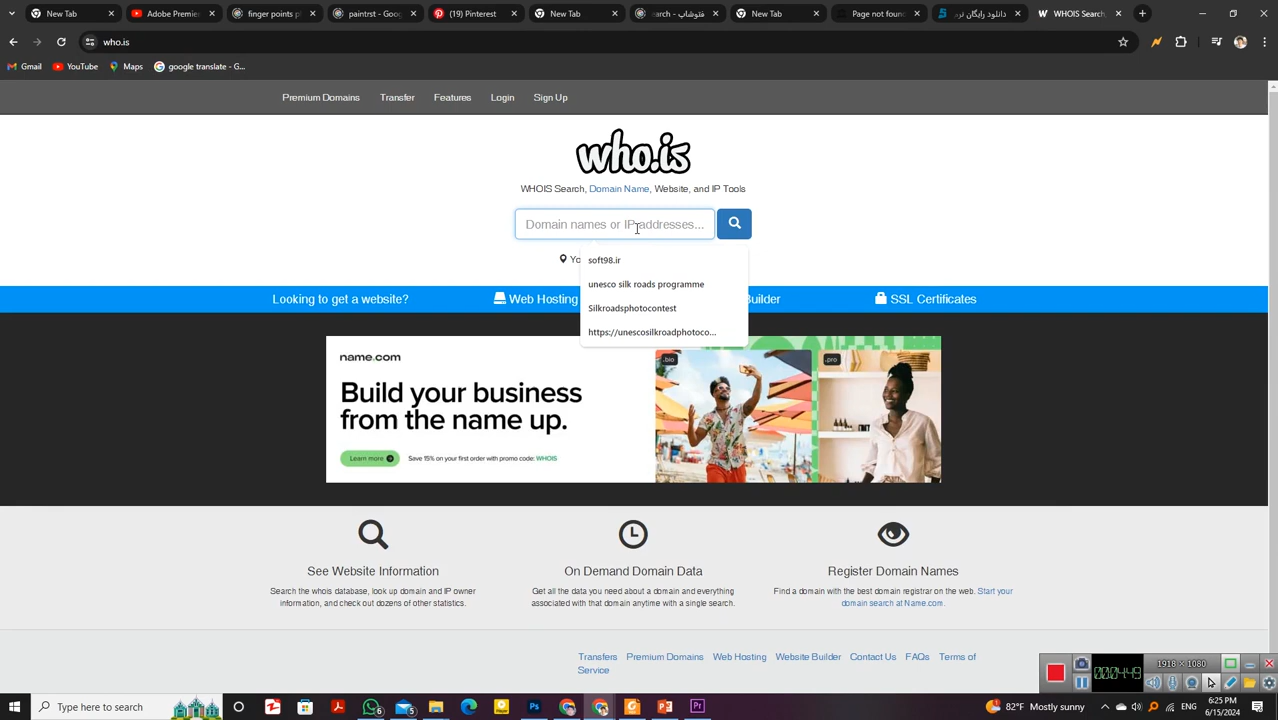 New Tab
Adobe Premier
finger points p
paintrst - Goog
(19) Pinterest
New Tab
فتوشاپ - earch
New Tab
Page not foun
دانلود رایگان نرم
WHOIS Search,
who.is
Gmail
YouTube
Maps
google translate - G...
Premium Domains
Transfer
Features
Login
Sign Up
who.is
WHOIS Search, Domain Name, Website, and IP Tools
Domain names or IP addresses...
Yo
soft98.ir
unesco silk roads programme
Silkroadsphotocontest
https://unescosilkroadphotoco...
Looking to get a website?
Web Hosting
Builder
SSL Certificates
name.com
Build your business
from the name up.
Learn more
Save 15% on your first order with promo code: WHOIS
.bio
.pro
See Website Information
Search the whois database, look up domain and IP owner
information, and check out dozens of other statistics.
On Demand Domain Data
Get all the data you need about a domain and everything
associated with that domain anytime with a single search.
Register Domain Names
Find a domain with the best domain registrar on the web. Start your
domain search at Name.com.
Transfers
Premium Domains
Web Hosting
Website Builder
Contact Us
FAQs
Terms of
Service
1918 x 1080
Type here to search
82°F Mostly sunny
ENG
6:25 PM
6/15/2024